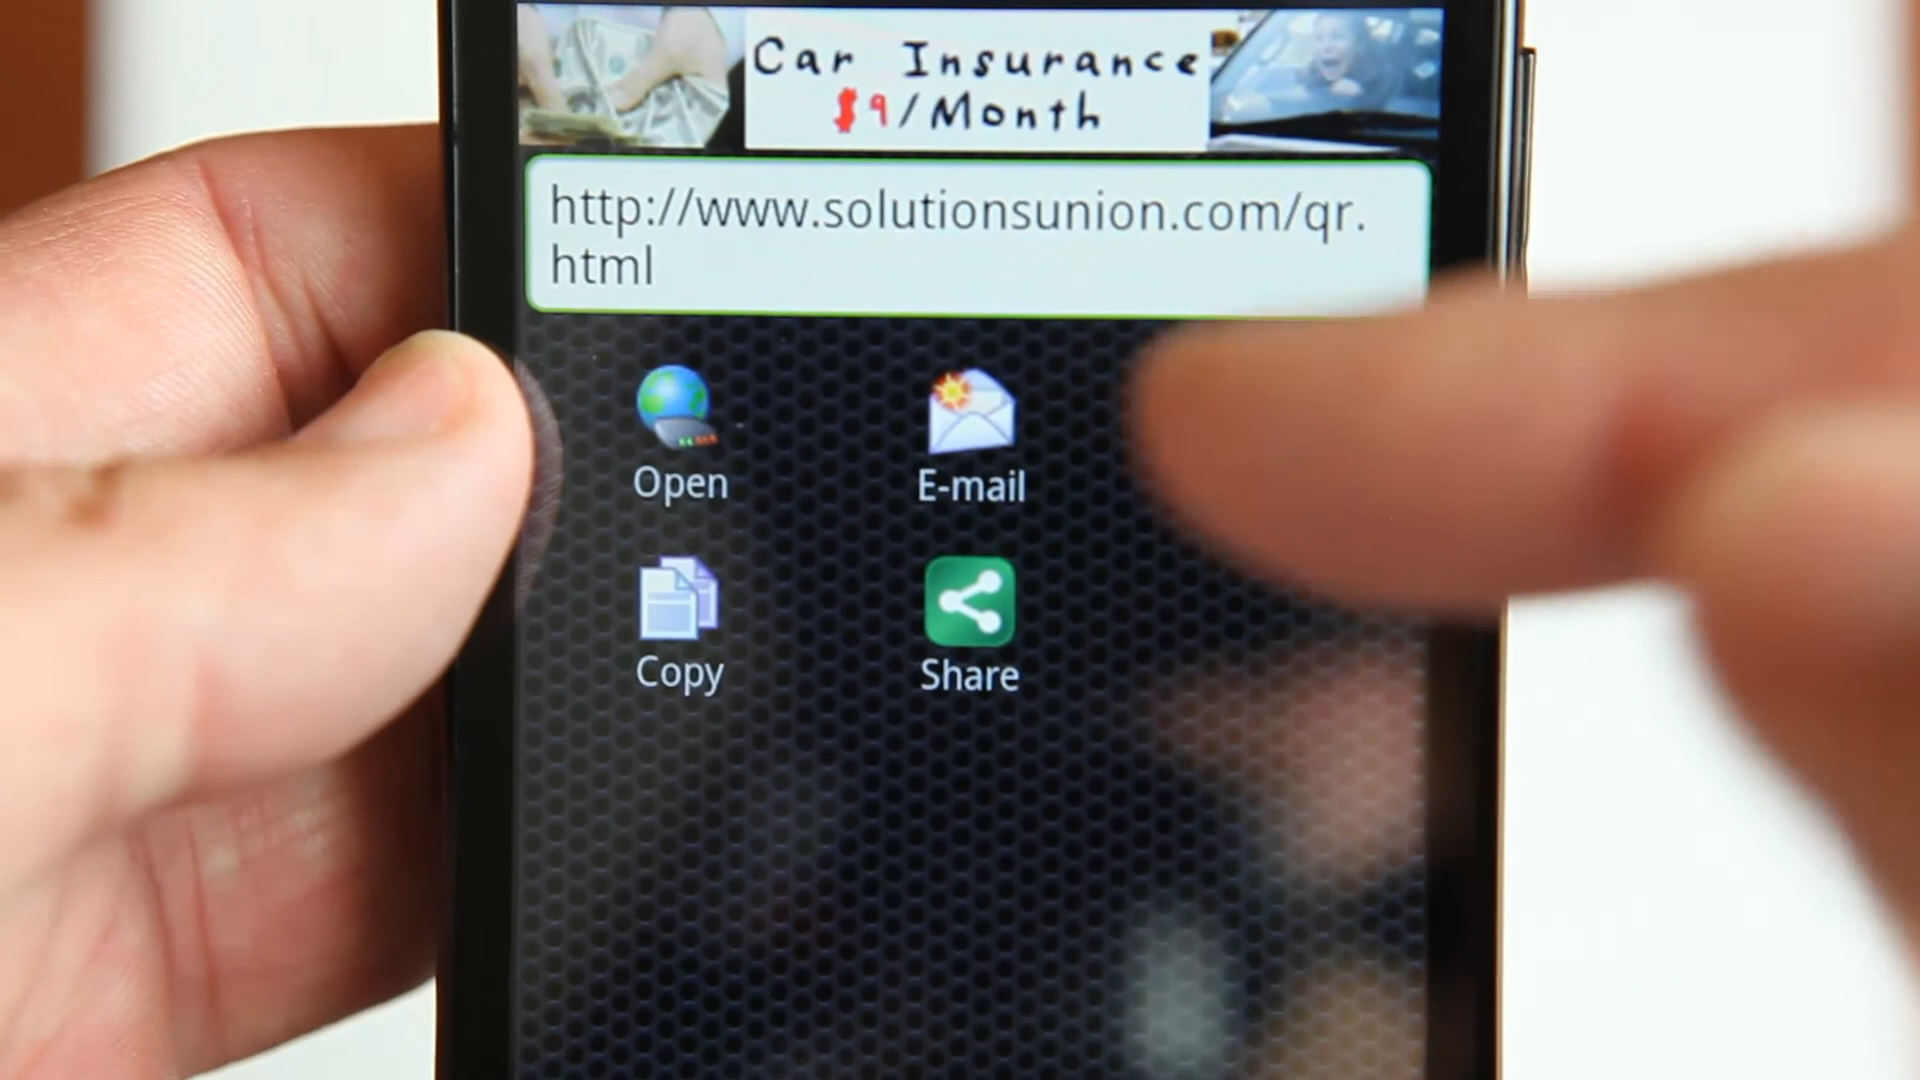 Car Insurance
$9/Month
http://www.solutionsunion.com/qr.
html
Open
E-mail
Copy
Share